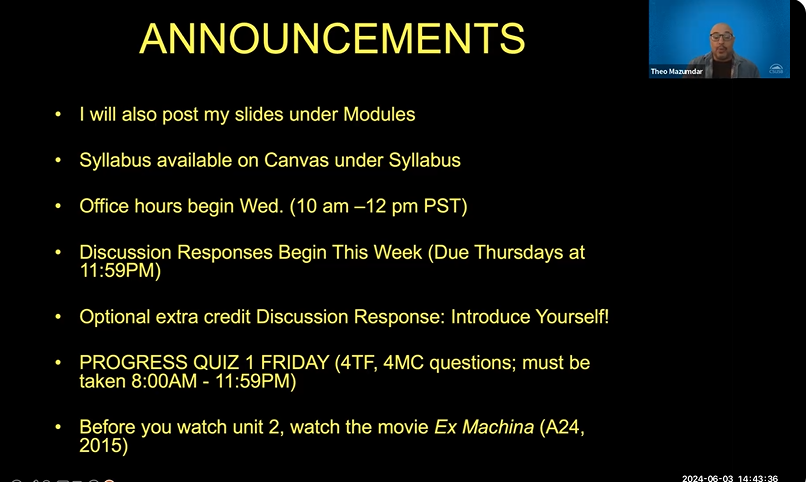 ANNOUNCEMENTS
Theo Mazumdar
• I will also post my slides under Modules
• Syllabus available on Canvas under Syllabus
• Office hours begin Wed. (10 am –12 pm PST)
• Discussion Responses Begin This Week (Due Thursdays at
11:59PM)
• Optional extra credit Discussion Response: Introduce Yourself!
• PROGRESS QUIZ 1 FRIDAY (4TF, 4MC questions; must be
taken 8:00AM - 11:59PM)
• Before you watch unit 2, watch the movie Ex Machina (A24,
2015)
2024-06-03 14:43:36